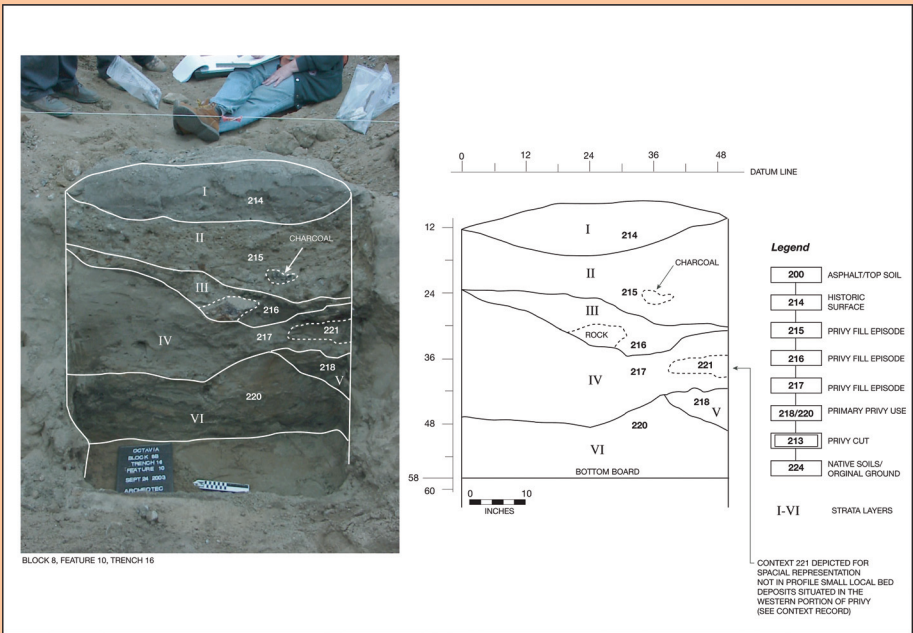 I
214
II
CHARCOAL
215
III
216
221
217
IV
218
V
220
VI
OCTAVIA
BLOCK 8B
TRENCH 16
FEATURE 10
SEPT 24 2003
ARCHEOTEC
BLOCK 8, FEATURE 10, TRENCH 16
0 12 24 36 48
DATUM LINE
12
24
36
48
58
60
I
214
II
CHARCOAL
215
III
ROCK
216
217
221
IV
218
V
220
VI
BOTTOM BOARD
0 10
INCHES
Legend
200 ASPHALT/TOP SOIL
214 HISTORIC
SURFACE
215 PRIVY FILL EPISODE
216 PRIVY FILL EPISODE
217 PRIVY FILL EPISODE
218/220 PRIMARY PRIVY USE
213 PRIVY CUT
224 NATIVE SOILS/
ORGINAL GROUND
I-VI STRATA LAYERS
CONTEXT 221 DEPICTED FOR
SPACIAL REPRESENTATION
NOT IN PROFILE SMALL LOCAL BED
DEPOSITS SITUATED IN THE
WESTERN PORTION OF PRIVY
(SEE CONTEXT RECORD)